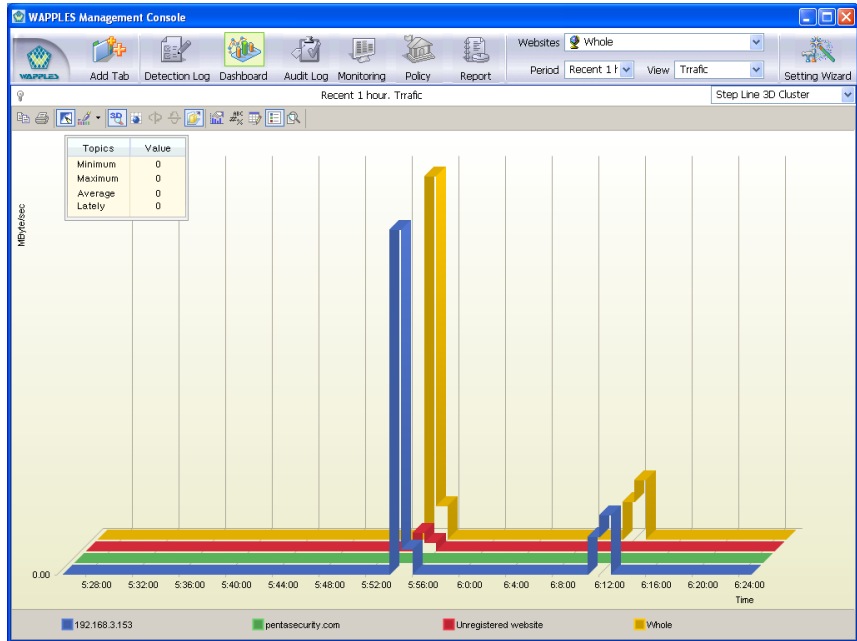 WAPPLES Management Console
WAPPLES
Add Tab
Detection Log
Dashboard
Audit Log
Monitoring
Policy
Report
Websites Whole
Period Recent 1 View Trrafic
Setting Wizard
Recent 1 hour. Trrafic
Step Line 3D Cluster
3D
Topics Value
Minimum 0
Maximum 0
Average 0
Lately 0
MByte/sec
0.00
5:28:00 5:32:00 5:36:00 5:40:00 5:44:00 5:48:00 5:52:00 5:56:00 6:0:00 6:4:00 6:8:00 6:12:00 6:16:00 6:20:00 6:24:00
Time
192.168.3.153 pentasecurity.com Unregistered website Whole